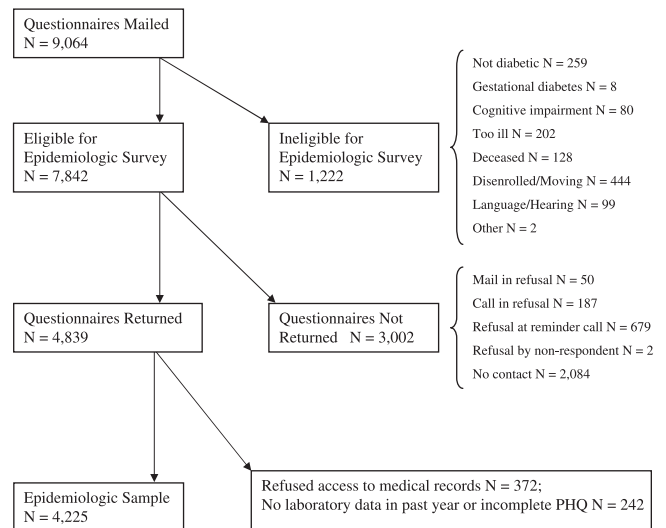 Questionnaires Mailed
N = 9,064
Not diabetic N = 259
Gestational diabetes N = 8
Cognitive impairment N = 80
Too ill N = 202
Deceased N = 128
Disenrolled/Moving N = 444
Language/Hearing N = 99
Other N = 2
Eligible for
Epidemiologic Survey
N = 7,842
Ineligible for
Epidemiologic Survey
N = 1,222
Mail in refusal N = 50
Call in refusal N = 187
Refusal at reminder call N = 679
Refusal by non-respondent N = 2
No contact N = 2,084
Questionnaires Returned
N = 4,839
Questionnaires Not
Returned N = 3,002
Refused access to medical records N = 372;
No laboratory data in past year or incomplete PHQ N = 242
Epidemiologic Sample
N = 4,225